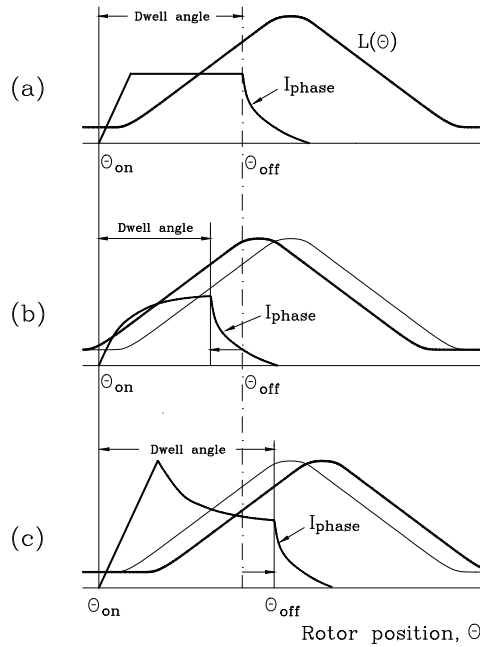 Dwell angle
L(Θ)
(a)
Iphase
Θon
Θoff
Dwell angle
(b)
Iphase
Θon
Θoff
Dwell angle
(c)
Iphase
Θon
Θoff
Rotor position, Θ